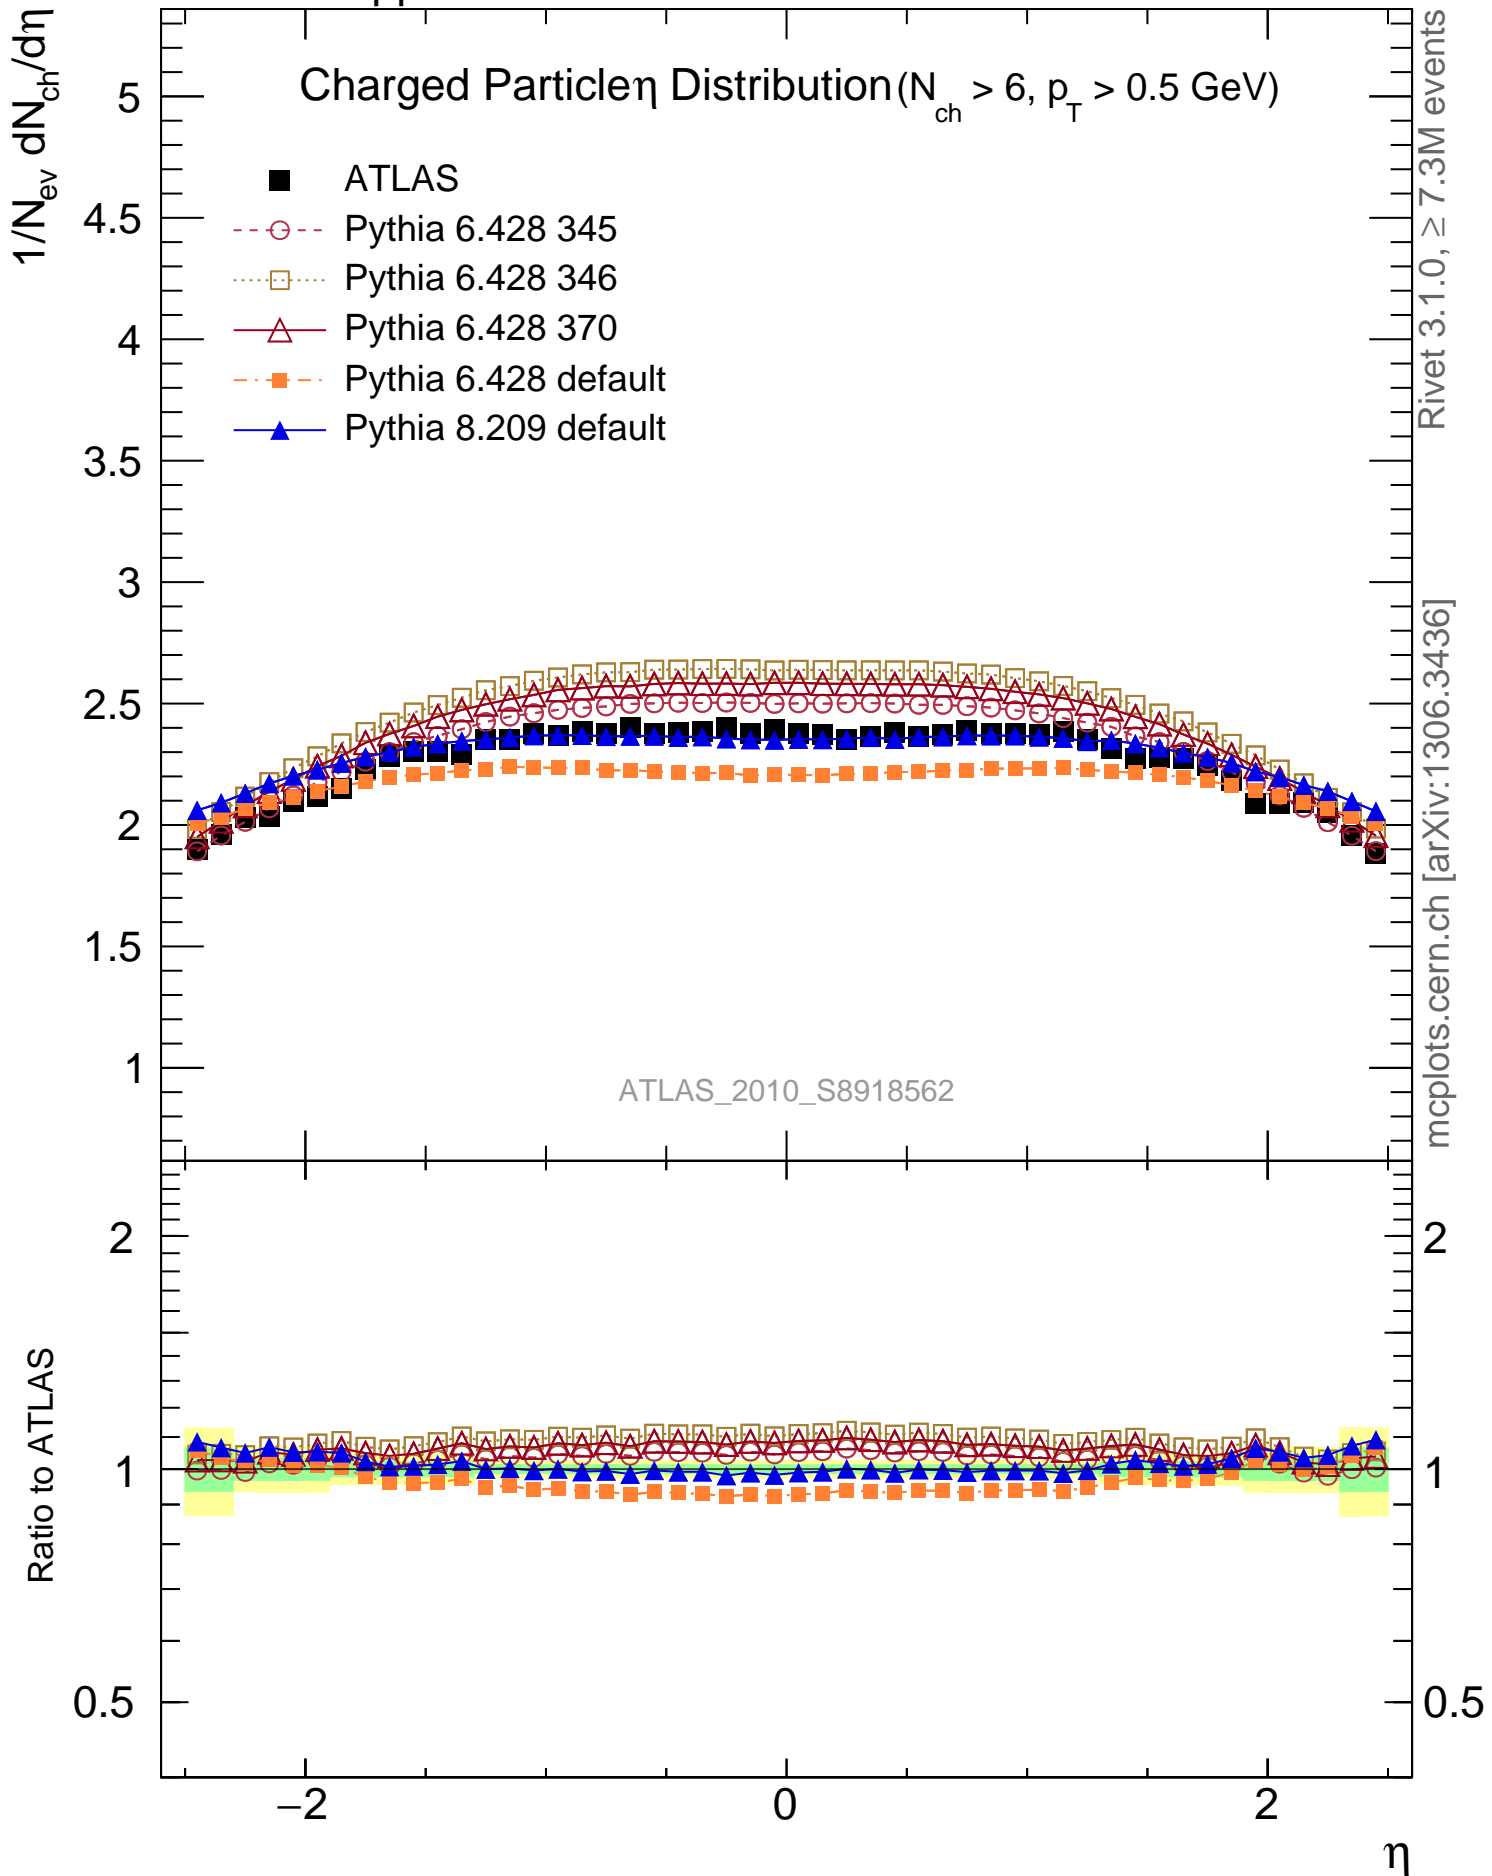 1/N_ev dN_ch/dη
Charged Particleη Distribution (N_ch > 6, p_T > 0.5 GeV)
ATLAS
Pythia 6.428 345
Pythia 6.428 346
Pythia 6.428 370
Pythia 6.428 default
Pythia 8.209 default
5
4.5
4
3.5
3
2.5
2
1.5
1
ATLAS_2010_S8918562
Rivet 3.1.0, ≥ 7.3M events
mcplots.cern.ch [arXiv:1306.3436]
Ratio to ATLAS
2
1
0.5
2
1
0.5
−2
0
2
η